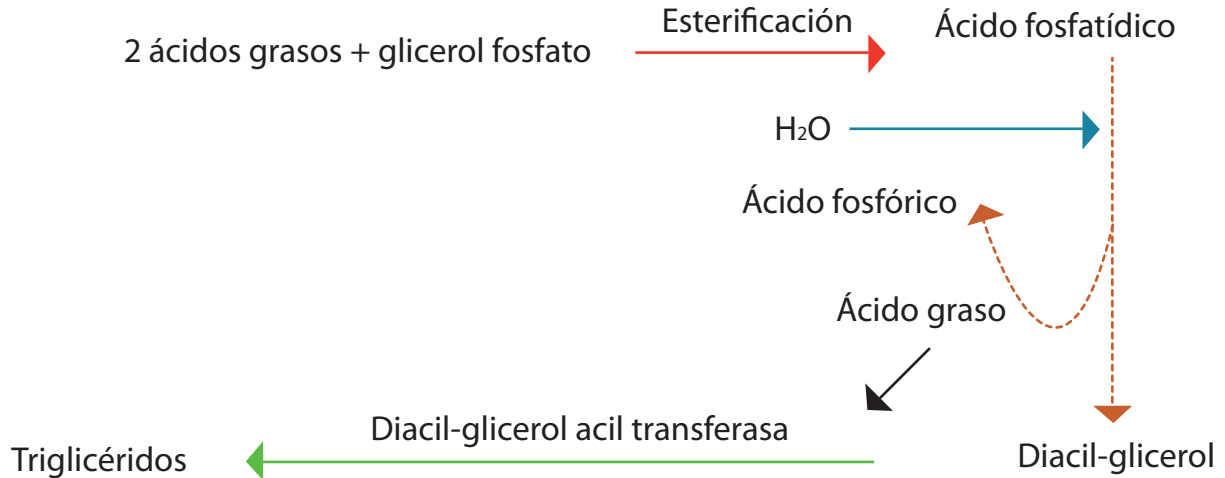 2 ácidos grasos + glicerol fosfato
Esterificación
Ácido fosfatídico
H₂O
Ácido fosfórico
Ácido graso
Diacil-glicerol acil transferasa
Triglicéridos
Diacil-glicerol